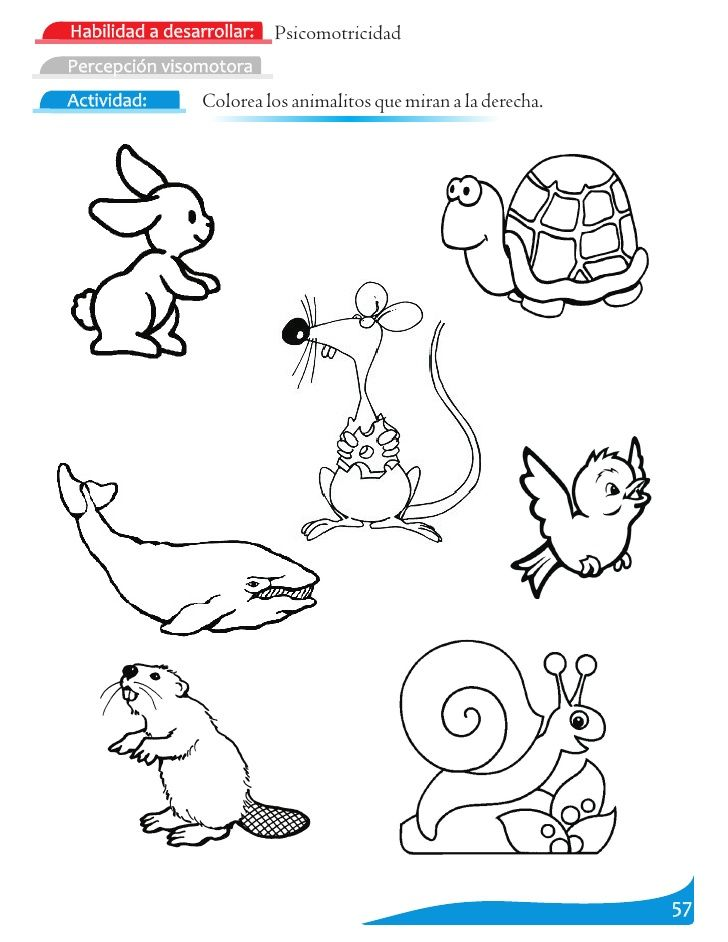 Habilidad a desarrollar: Psicomotricidad
Percepción visomotora
Actividad: Colorea los animalitos que miran a la derecha.
57